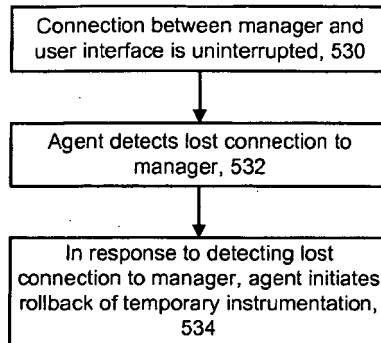 Connection between manager and
user interface is uninterrupted, 530
Agent detects lost connection to
manager, 532
In response to detecting lost
connection to manager, agent initiates
rollback of temporary instrumentation,
534